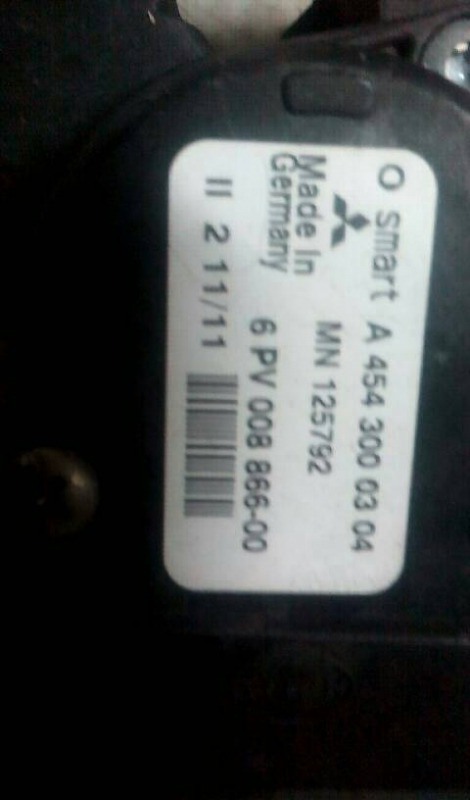 O smart A 454 300 03 04
MN 125792
Made In
Germany
6 PV 008 866-00
II 2 11/11